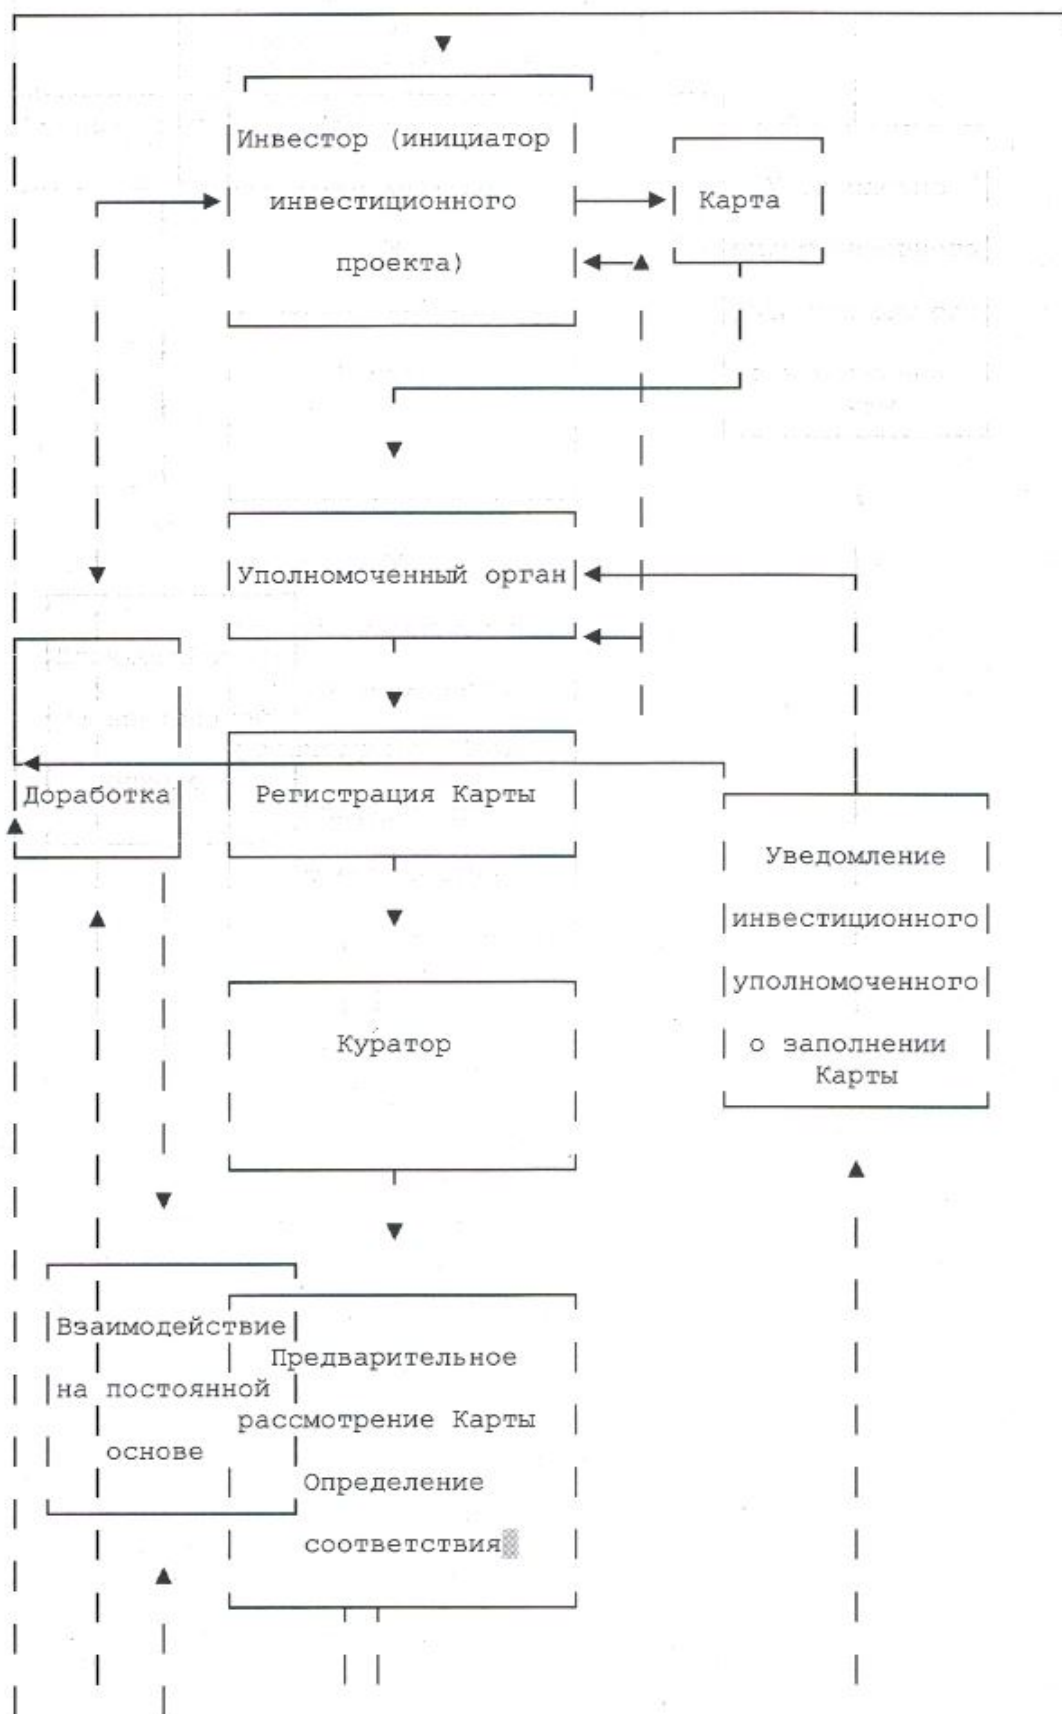 Инвестор (инициатор
инвестиционного
проекта)
Карта
Уполномоченный орган
Доработка
Регистрация Карты
Уведомление
инвестиционного
уполномоченного
о заполнении
Карты
Куратор
Взаимодействие
на постоянной
основе
Предварительное
рассмотрение Карты
Определение
соответствия